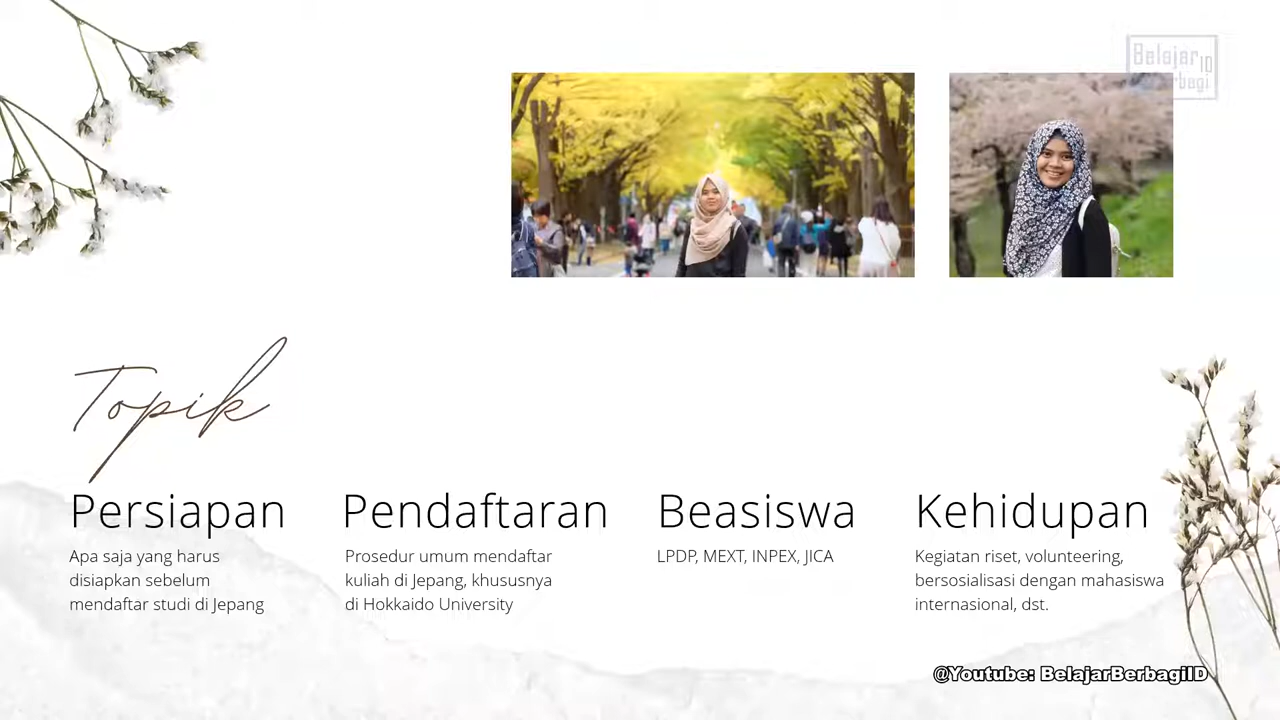 Belajar ID
Berbagi
Topik
Persiapan
Apa saja yang harus
disiapkan sebelum
mendaftar studi di Jepang
Pendaftaran
Prosedur umum mendaftar
kuliah di Jepang, khususnya
di Hokkaido University
Beasiswa
LPDP, MEXT, INPEX, JICA
Kehidupan
Kegiatan riset, volunteering,
bersosialisasi dengan mahasiswa
internasional, dst.
@Youtube: BelajarBerbagiID